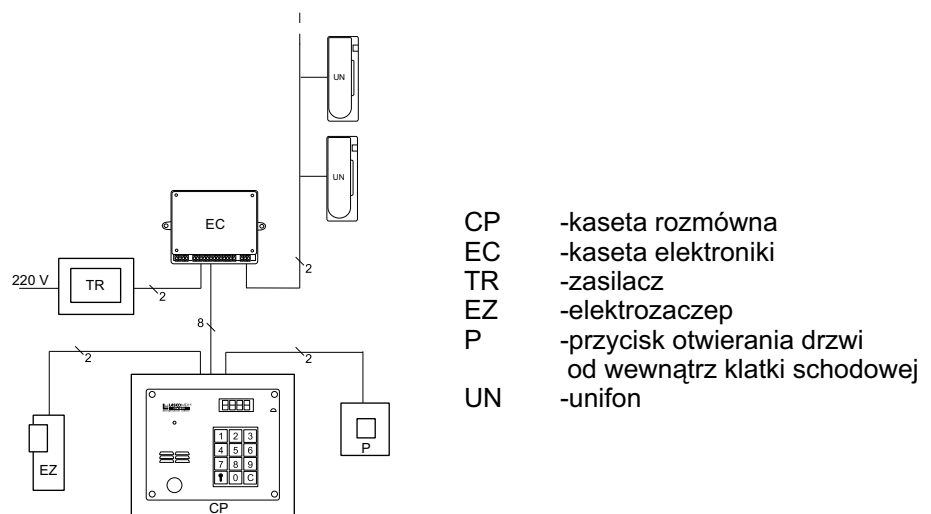 UN
UN
EC
220 V
TR
2
2
8
2
2
1 2 3
4 5 6
7 8 9
0 C
P
EZ
CP
CP -kaseta rozmówna
EC -kaseta elektroniki
TR -zasilacz
EZ -elektrozaczep
P -przycisk otwierania drzwi
od wewnątrz klatki schodowej
UN -unifon